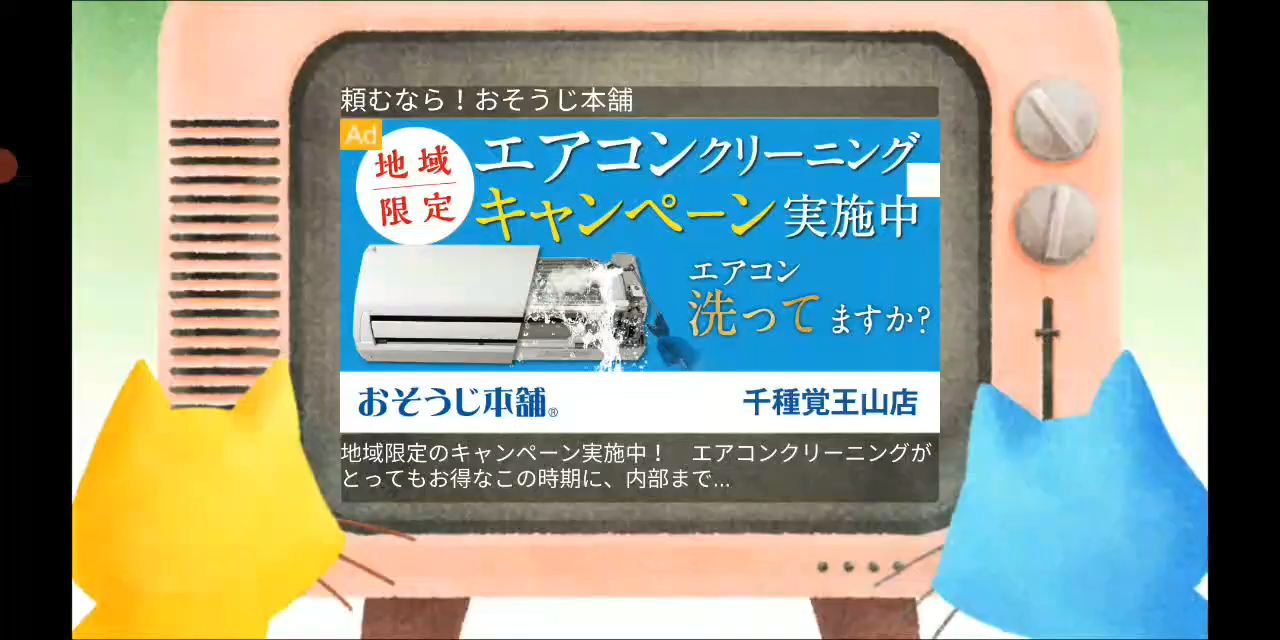 頼むなら！おそうじ本舗
Ad
地域
限定
エアコンクリーニング
キャンペーン実施中
エアコン
洗ってますか?
おそうじ本舗®
千種覚王山店
地域限定のキャンペーン実施中！　エアコンクリーニングが
とってもお得なこの時期に、内部まで...